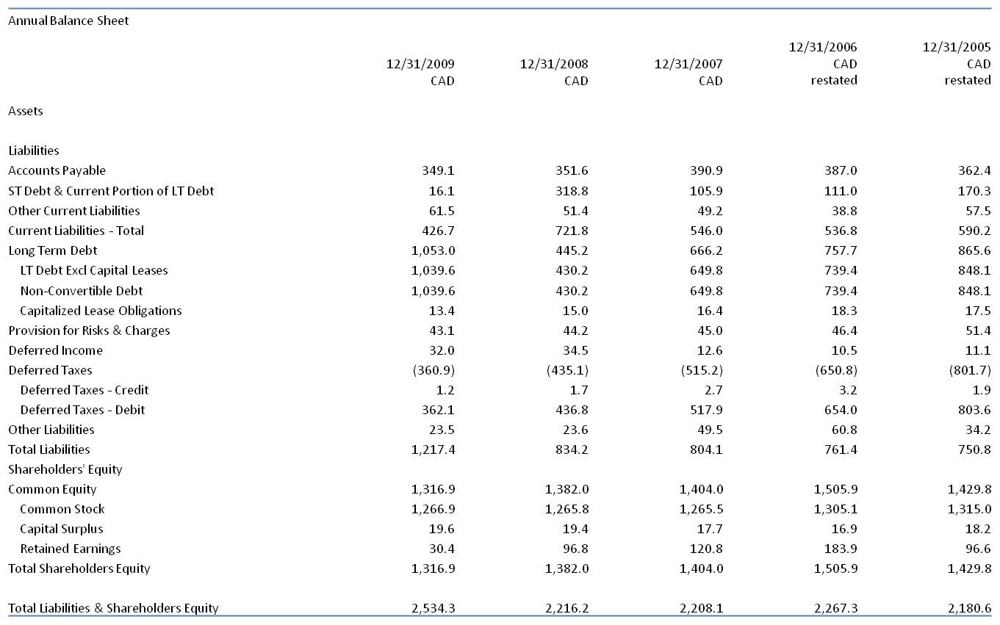 Annual Balance Sheet
12/31/2006 12/31/2005
12/31/2009 12/31/2008 12/31/2007 CAD CAD
CAD CAD CAD restated restated
Assets
Liabilities
Accounts Payable 349.1 351.6 390.9 387.0 362.4
ST Debt & Current Portion of LT Debt 16.1 318.8 105.9 111.0 170.3
Other Current Liabilities 61.5 51.4 49.2 38.8 57.5
Current Liabilities - Total 426.7 721.8 546.0 536.8 590.2
Long Term Debt 1,053.0 445.2 666.2 757.7 865.6
LT Debt Excl Capital Leases 1,039.6 430.2 649.8 739.4 848.1
Non-Convertible Debt 1,039.6 430.2 649.8 739.4 848.1
Capitalized Lease Obligations 13.4 15.0 16.4 18.3 17.5
Provision for Risks & Charges 43.1 44.2 45.0 46.4 51.4
Deferred Income 32.0 34.5 12.6 10.5 11.1
Deferred Taxes (360.9) (435.1) (515.2) (650.8) (801.7)
Deferred Taxes - Credit 1.2 1.7 2.7 3.2 1.9
Deferred Taxes - Debit 362.1 436.8 517.9 654.0 803.6
Other Liabilities 23.5 23.6 49.5 60.8 34.2
Total Liabilities 1,217.4 834.2 804.1 761.4 750.8
Shareholders' Equity
Common Equity 1,316.9 1,382.0 1,404.0 1,505.9 1,429.8
Common Stock 1,266.9 1,265.8 1,265.5 1,305.1 1,315.0
Capital Surplus 19.6 19.4 17.7 16.9 18.2
Retained Earnings 30.4 96.8 120.8 183.9 96.6
Total Shareholders Equity 1,316.9 1,382.0 1,404.0 1,505.9 1,429.8
Total Liabilities & Shareholders Equity 2,534.3 2,216.2 2,208.1 2,267.3 2,180.6